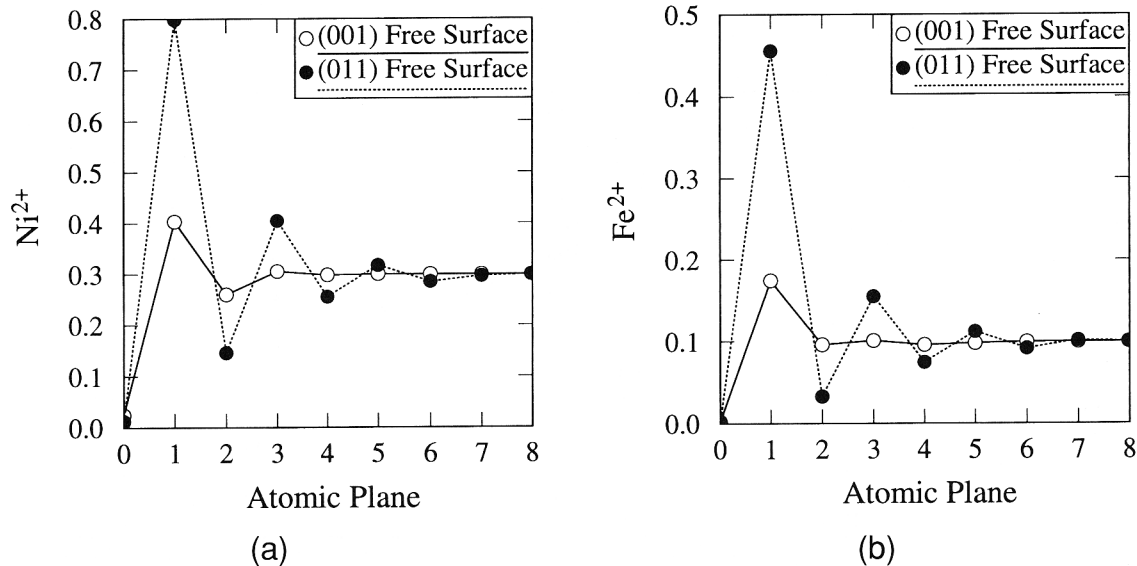 0.8
0.7
0.6
0.5
0.4
0.3
0.2
0.1
0.0
Ni2+
(001) Free Surface
(011) Free Surface
0 1 2 3 4 5 6 7 8
Atomic Plane
(a)
0.5
0.4
0.3
0.2
0.1
0.0
Fe2+
(001) Free Surface
(011) Free Surface
0 1 2 3 4 5 6 7 8
Atomic Plane
(b)